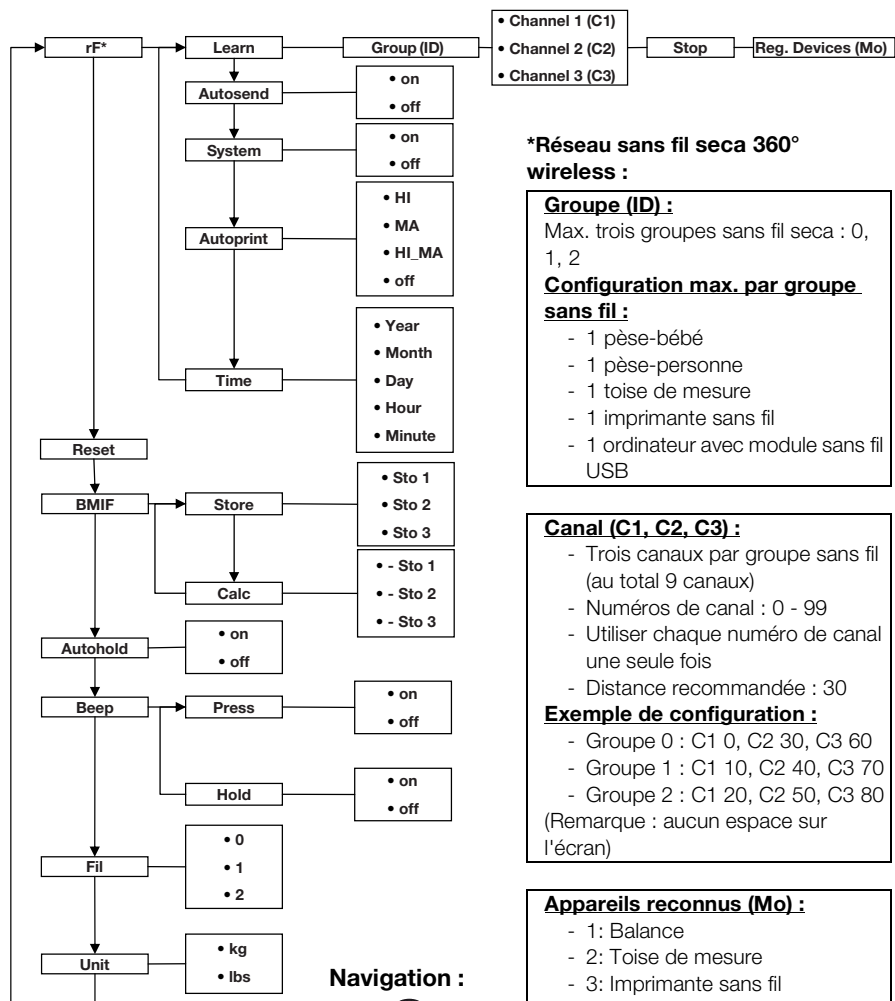 rF*
Learn
Group (ID)
• Channel 1 (C1)
• Channel 2 (C2)
• Channel 3 (C3)
Stop
Reg. Devices (Mo)
Autosend
• on
• off
System
• on
• off
Autoprint
• HI
• MA
• HI_MA
• off
Time
• Year
• Month
• Day
• Hour
• Minute
Reset
BMIF
Store
• Sto 1
• Sto 2
• Sto 3
Calc
• - Sto 1
• - Sto 2
• - Sto 3
Autohold
• on
• off
Beep
Press
• on
• off
Hold
• on
• off
Fil
• 0
• 1
• 2
Unit
• kg
• lbs
Navigation :
*Réseau sans fil seca 360°
wireless :
Groupe (ID) :
Max. trois groupes sans fil seca : 0,
1, 2
Configuration max. par groupe
sans fil :
- 1 pèse-bébé
- 1 pèse-personne
- 1 toise de mesure
- 1 imprimante sans fil
- 1 ordinateur avec module sans fil
USB
Canal (C1, C2, C3) :
- Trois canaux par groupe sans fil
(au total 9 canaux)
- Numéros de canal : 0 - 99
- Utiliser chaque numéro de canal
une seule fois
- Distance recommandée : 30
Exemple de configuration :
- Groupe 0 : C1 0, C2 30, C3 60
- Groupe 1 : C1 10, C2 40, C3 70
- Groupe 2 : C1 20, C2 50, C3 80
(Remarque : aucun espace sur
l'écran)
Appareils reconnus (Mo) :
- 1: Balance
- 2: Toise de mesure
- 3: Imprimante sans fil